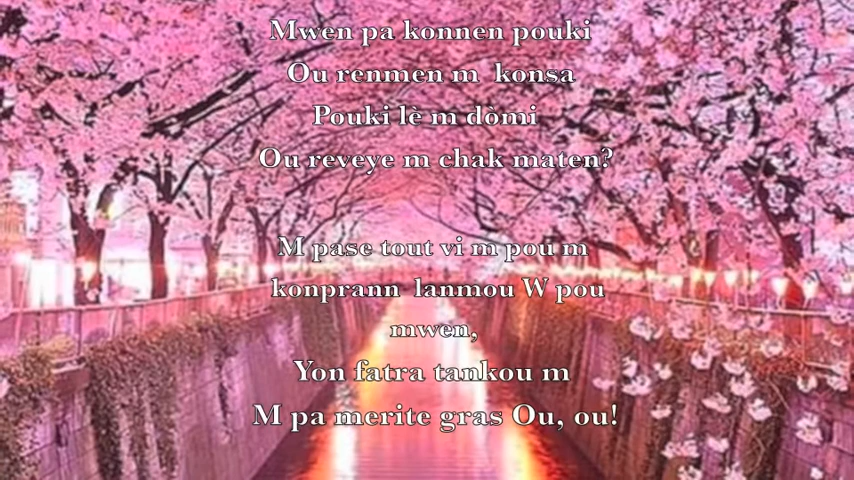 Mwen pa konnen pouki
Ou renmen m konsa
Pouki lè m dòmi
Ou reveye m chak maten?
M pase tout vi m pou m
konprann lanmou W pou
mwen,
Yon fatra tankou m
M pa merite gras Ou, ou!